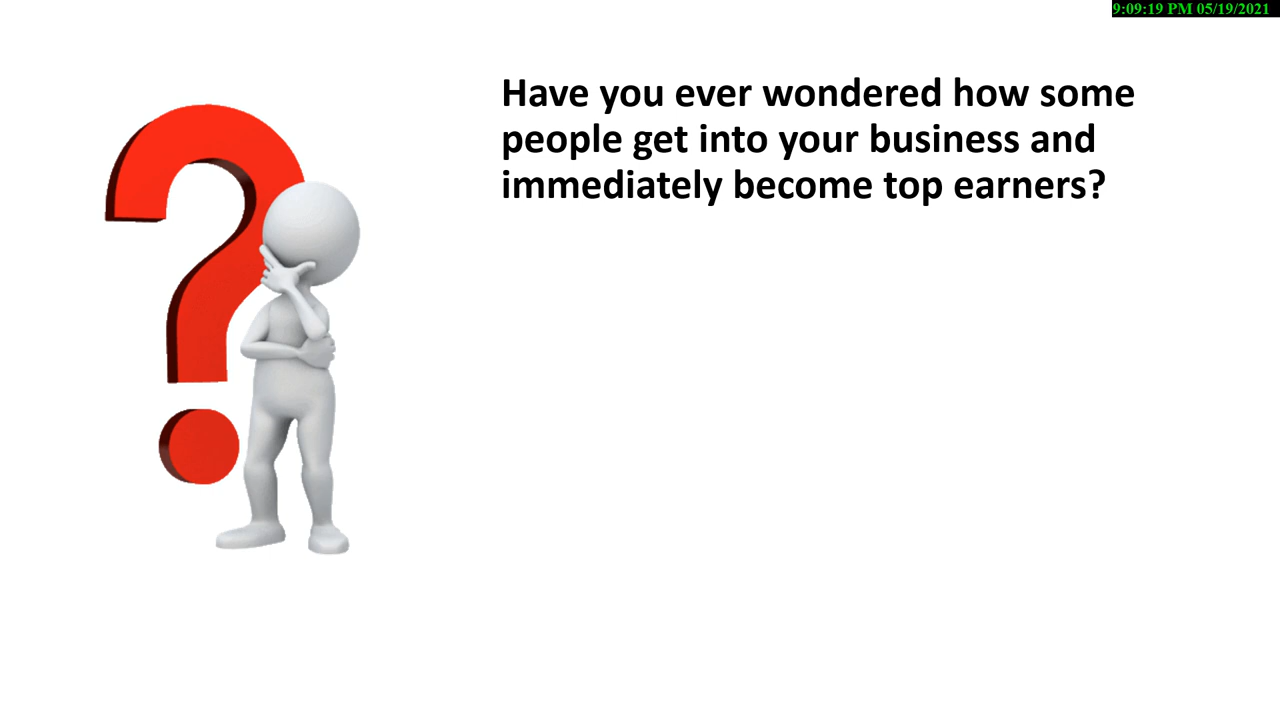 9:09:19 PM 05/19/2021
Have you ever wondered how some
people get into your business and
immediately become top earners?